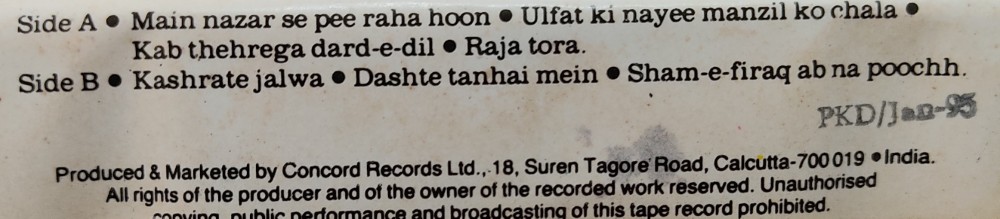 Side A • Main nazar se pee raha hoon • Ulfat ki nayee manzil ko chala •
Kab thehrega dard-e-dil • Raja tora.
Side B • Kashrate jalwa • Dashte tanhai mein • Sham-e-firaq ab na poochh.
PKD/Jan-95
Produced & Marketed by Concord Records Ltd., 18, Suren Tagore Road, Calcutta-700 019 • India.
All rights of the producer and of the owner of the recorded work reserved. Unauthorised
copying, public performance and broadcasting of this tape record prohibited.